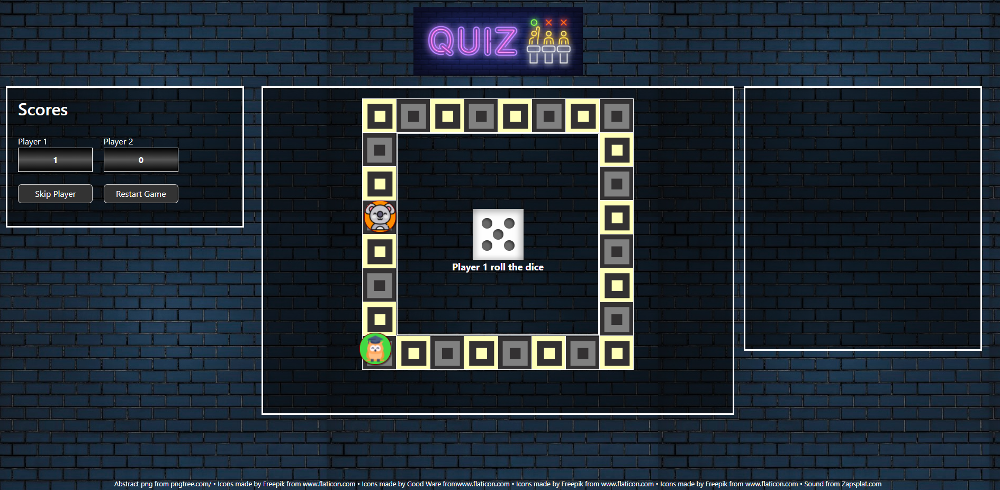 QUIZ
Scores
Player 1
Player 2
1
0
Skip Player
Restart Game
Player 1 roll the dice
Abstract png from pngtree.com/ • Icons made by Freepik from www.flaticon.com • Icons made by Good Ware fromwww.flaticon.com • Icons made by Freepik from www.flaticon.com • Icons made by Freepik from www.flaticon.com • Sound from Zapsplat.com